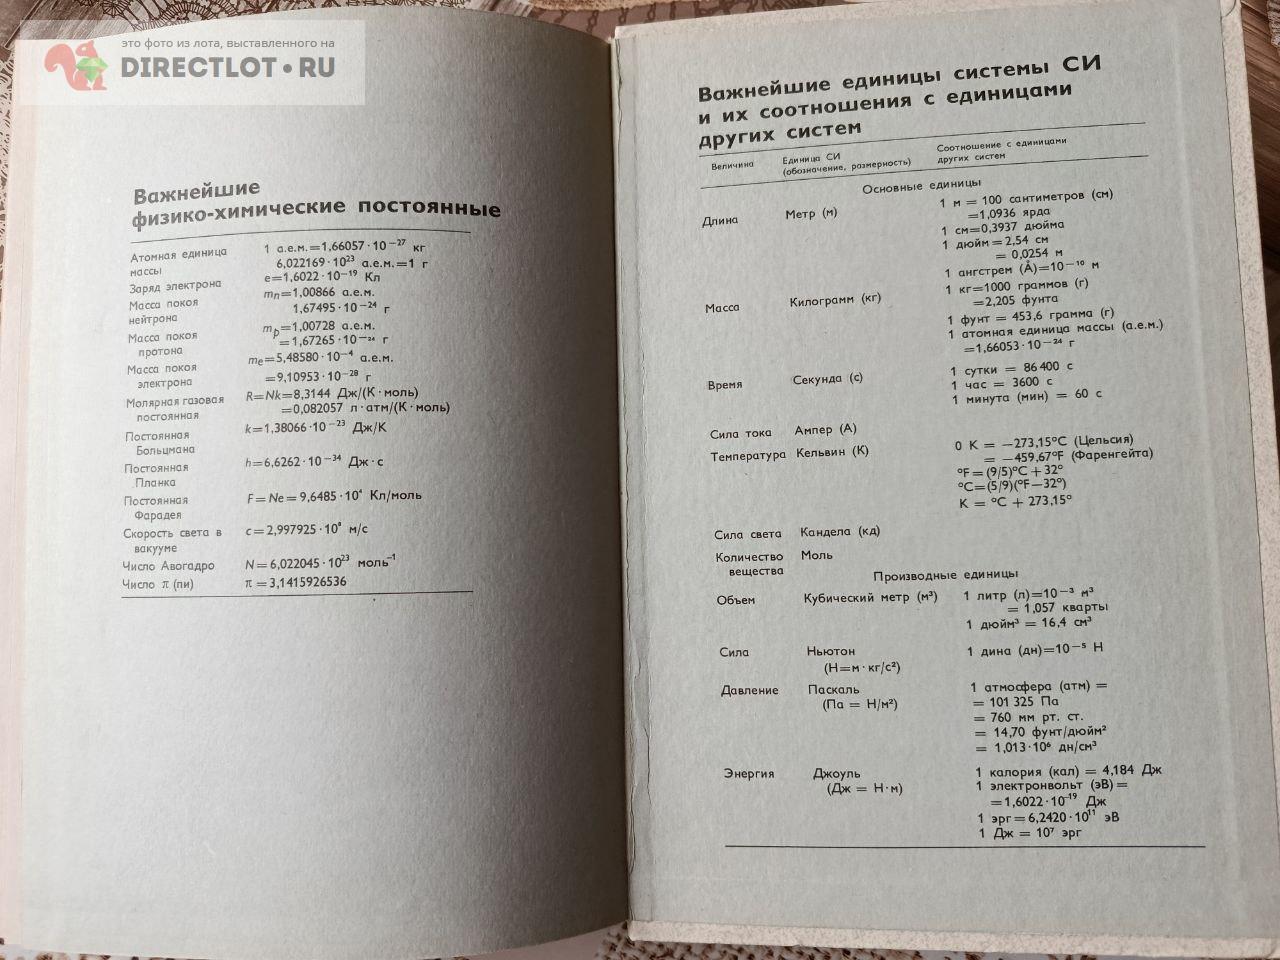 это фото из лота, выставленного на
DIRECTLOT.RU
Важнейшие
физико-химические постоянные
Атомная единица 1 а.е.м.=1,66057·10⁻²⁷ кг
массы 6,022169·10²³ а.е.м.=1 г
Заряд электрона e=1,6022·10⁻¹⁹ Кл
Масса покоя mₙ=1,00866 а.е.м.
нейтрона 1,67495·10⁻²⁴ г
Масса покоя mₚ=1,00728 а.е.м.
протона =1,67265·10⁻²⁴ г
Масса покоя mₑ=5,48580·10⁻⁴ а.е.м.
электрона =9,10953·10⁻²⁸ г
Молярная газовая R=Nk=8,3144 Дж/(К·моль)
постоянная =0,082057 л·атм/(К·моль)
Постоянная k=1,38066·10⁻²³ Дж/К
Больцмана
Постоянная h=6,6262·10⁻³⁴ Дж·с
Планка
Постоянная F=Ne=9,6485·10⁴ Кл/моль
Фарадея
Скорость света в c=2,997925·10⁸ м/с
вакууме
Число Авогадро N=6,022045·10²³ моль⁻¹
Число π (пи) π=3,1415926536
Важнейшие единицы системы СИ
и их соотношения с единицами
других систем
Величина Единица СИ Соотношение с единицами
(обозначение, размерность) других систем
Основные единицы
Длина Метр (м) 1 м = 100 сантиметров (см)
=1,0936 ярда
1 см=0,3937 дюйма
1 дюйм=2,54 см
= 0,0254 м
1 ангстрем (Å)=10⁻¹⁰ м
Масса Килограмм (кг) 1 кг=1000 граммов (г)
=2,205 фунта
1 фунт = 453,6 грамма (г)
1 атомная единица массы (а.е.м.)
=1,66053·10⁻²⁴ г
Время Секунда (с) 1 сутки = 86 400 с
1 час = 3600 с
1 минута (мин) = 60 с
Сила тока Ампер (А)
Температура Кельвин (К) 0 К = −273,15°С (Цельсия)
= −459,67°F (Фаренгейта)
°F=(9/5)°С+32°
°С=(5/9)(°F−32°)
К = °С + 273,15°
Сила света Кандела (кд)
Количество Моль
вещества
Производные единицы
Объем Кубический метр (м³) 1 литр (л)=10⁻³ м³
= 1,057 кварты
1 дюйм³ = 16,4 см³
Сила Ньютон 1 дина (дн)=10⁻⁵ Н
(Н=м·кг/с²)
Давление Паскаль 1 атмосфера (атм) =
(Па = Н/м²) = 101 325 Па
= 760 мм рт. ст.
= 14,70 фунт/дюйм²
= 1,013·10⁶ дн/см³
Энергия Джоуль 1 калория (кал) = 4,184 Дж
(Дж = Н·м) 1 электронвольт (эВ)=
=1,6022·10⁻¹⁹ Дж
1 эрг=6,2420·10¹¹ эВ
1 Дж = 10⁷ эрг